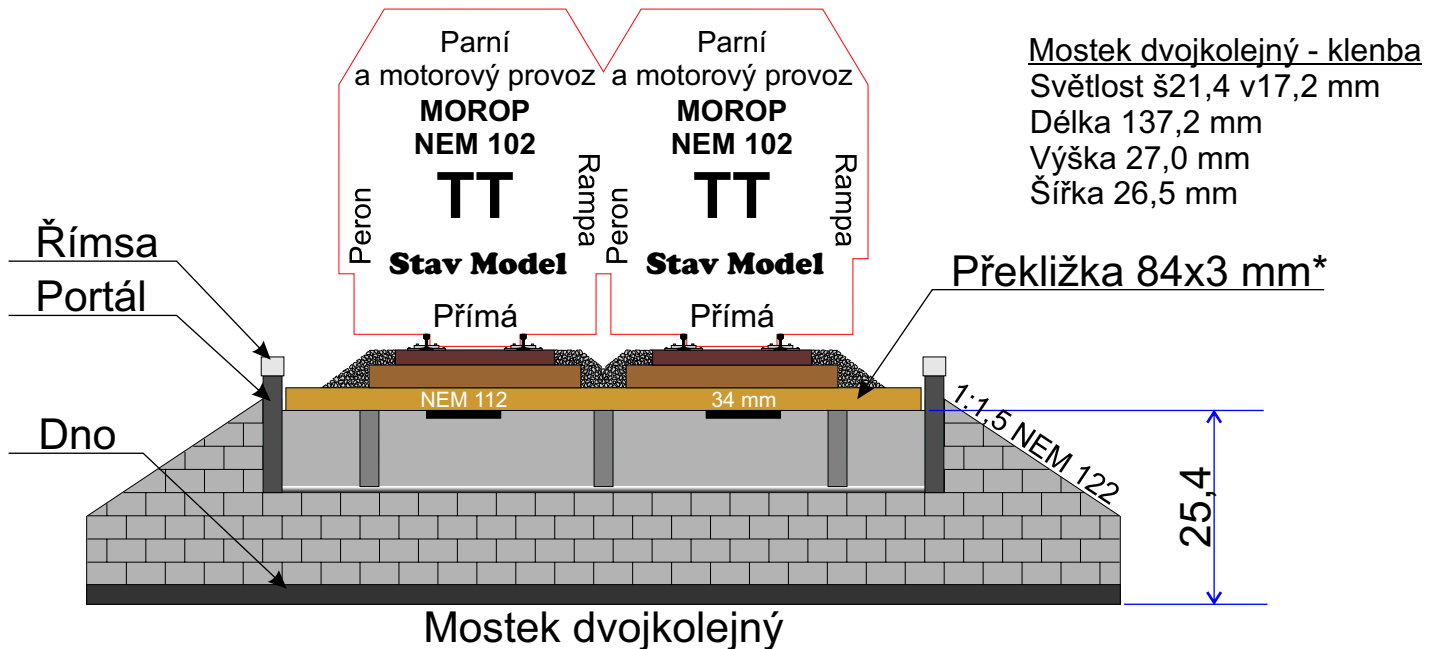 Parní
a motorový provoz
MOROP
NEM 102
TT
Peron
Rampa
Stav Model
Přímá
Parní
a motorový provoz
MOROP
NEM 102
TT
Peron
Rampa
Stav Model
Přímá
Mostek dvojkolejný - klenba
Světlost š21,4 v17,2 mm
Délka 137,2 mm
Výška 27,0 mm
Šířka 26,5 mm
Římsa
Portál
Dno
Překližka 84x3 mm*
NEM 112
34 mm
1:1,5 NEM 122
25,4
Mostek dvojkolejný